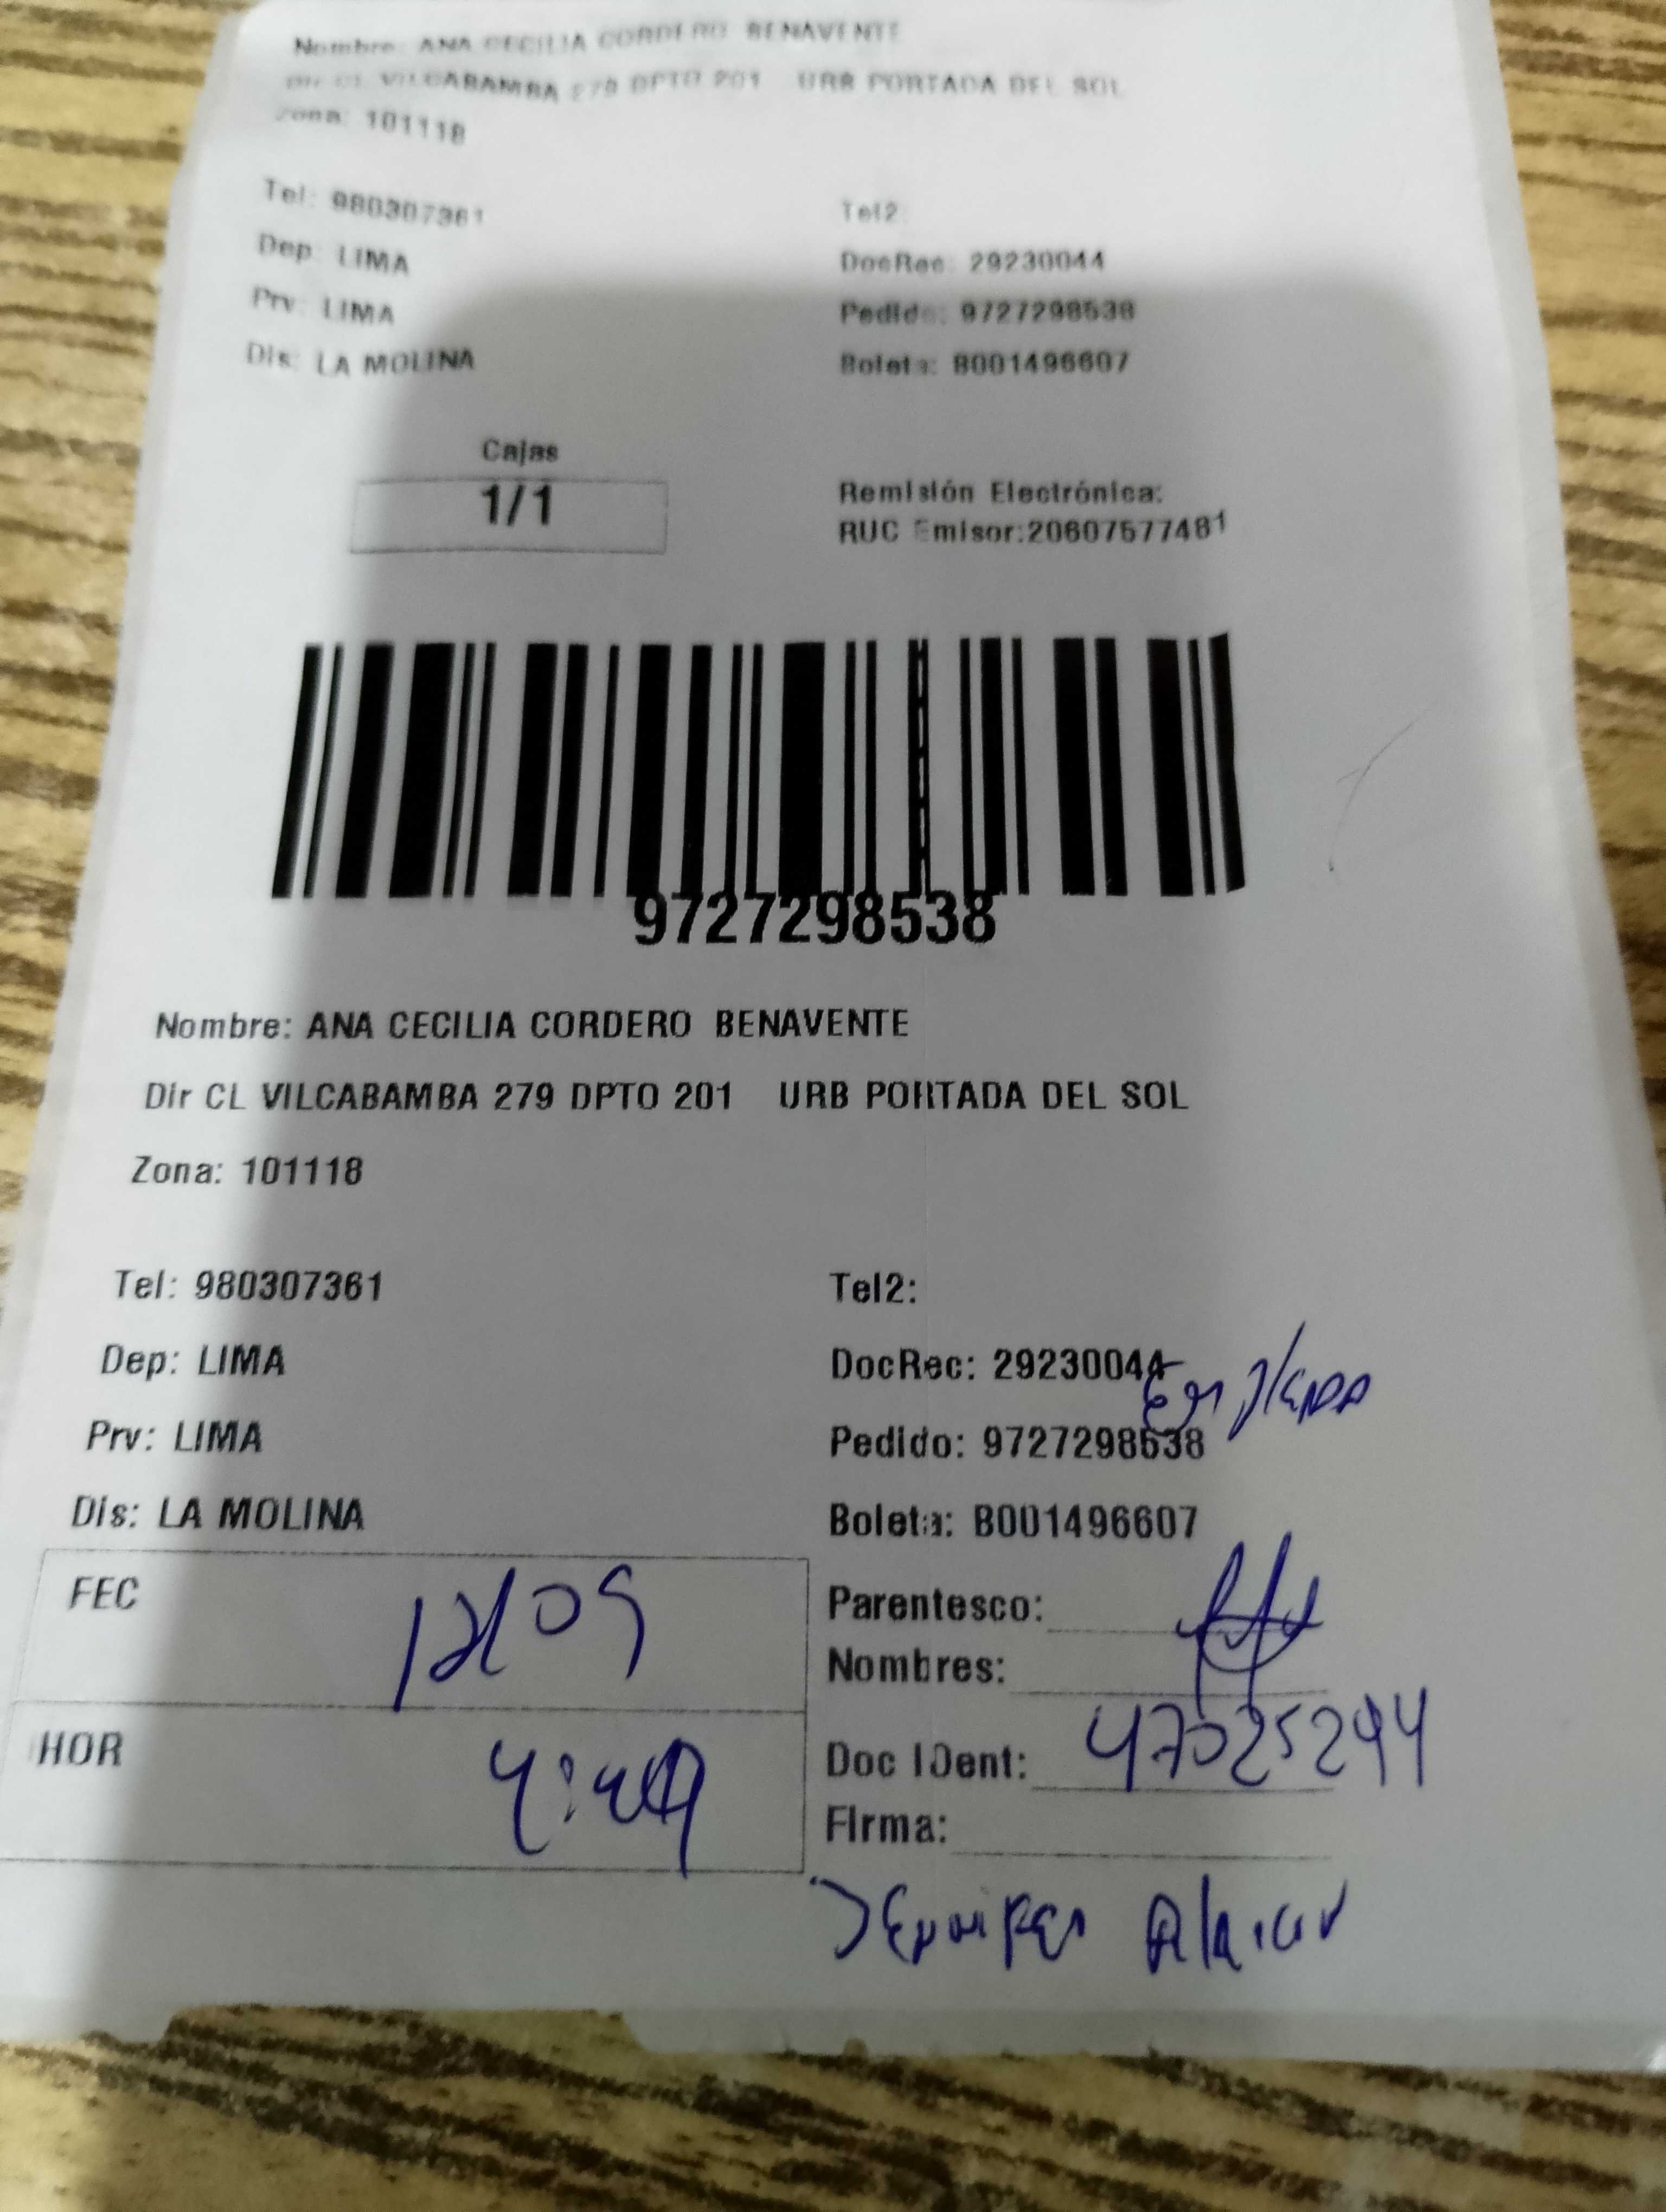 Nombre: ANA CECILIA CORDERO BENAVENTE
Dir CL VILCABAMBA 279 DPTO 201 URB PORTADA DEL SOL
Zona: 101118
Tel: 980307361 Tel2:
Dep: LIMA DocRec: 29230044
Prv: LIMA Pedido: 9727298538
Dis: LA MOLINA Boleta: B001496607
Cajas
1/1
Remisión Electrónica:
RUC Emisor:20607577481
9727298538
Nombre: ANA CECILIA CORDERO BENAVENTE
Dir CL VILCABAMBA 279 DPTO 201 URB PORTADA DEL SOL
Zona: 101118
Tel: 980307361 Tel2:
Dep: LIMA DocRec: 29230044
Prv: LIMA Pedido: 9727298538
Dis: LA MOLINA Boleta: B001496607
FEC 12/09 Parentesco:
Nombres:
HOR Doc IDent: 47025294
Firma: